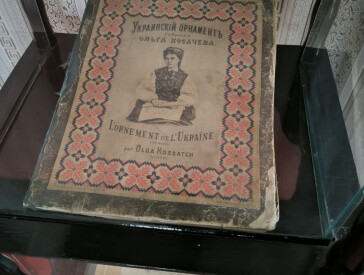 Украинскій орнаментъ
Ольга Косачева.
L'ornement de l'Ukraine
par Olga Kossatch